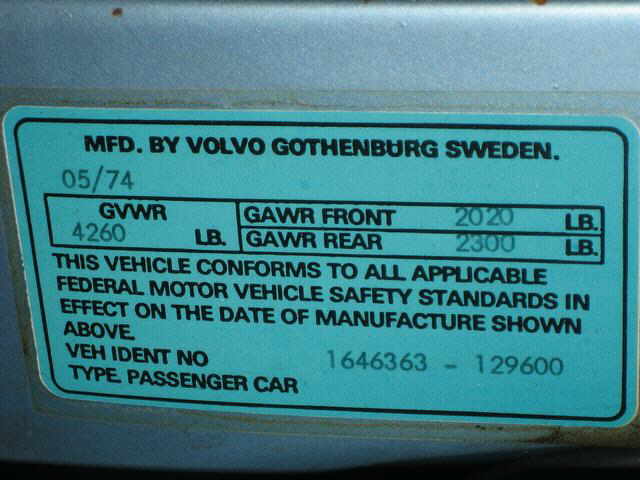 MFD. BY VOLVO GOTHENBURG SWEDEN.
05/74
GVWR
4260 LB.
GAWR FRONT 2020 LB.
GAWR REAR 2300 LB.
THIS VEHICLE CONFORMS TO ALL APPLICABLE
FEDERAL MOTOR VEHICLE SAFETY STANDARDS IN
EFFECT ON THE DATE OF MANUFACTURE SHOWN
ABOVE.
VEH IDENT NO 1646363 - 129600
TYPE. PASSENGER CAR